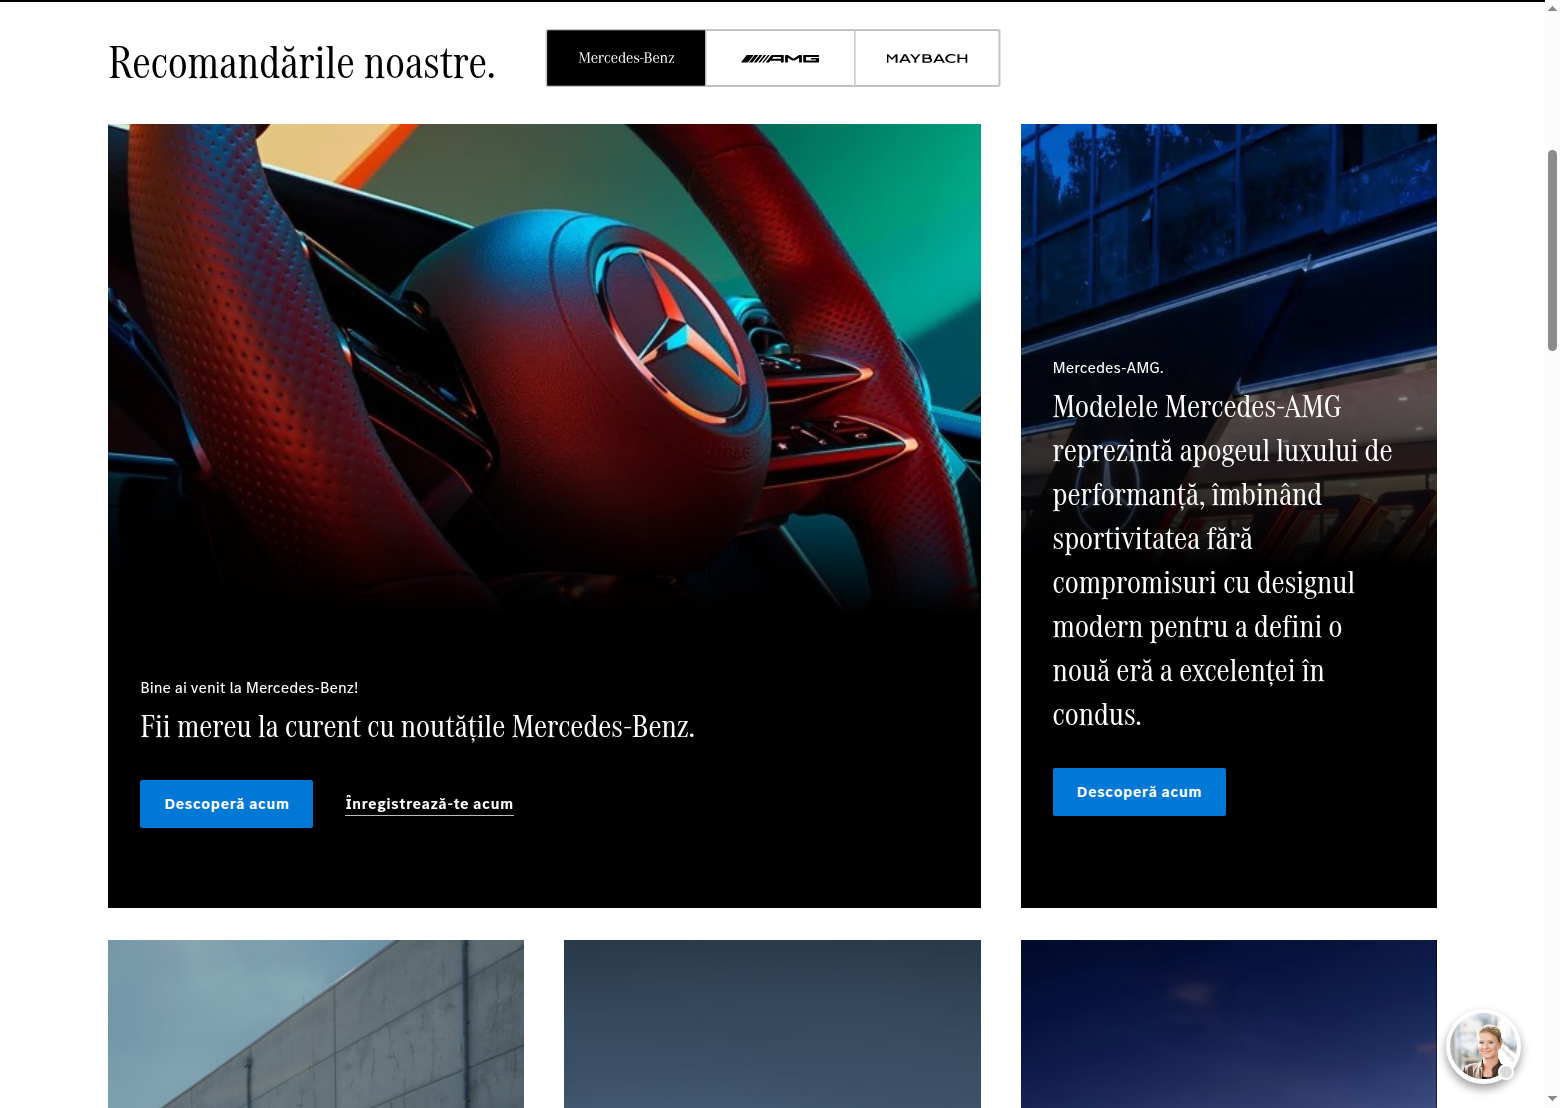 Recomandările noastre.
Mercedes-Benz
AMG
MAYBACH
Bine ai venit la Mercedes-Benz!
Fii mereu la curent cu noutățile Mercedes-Benz.
Descoperă acum
Înregistrează-te acum
Mercedes-AMG.
Modelele Mercedes-AMG
reprezintă apogeul luxului de
performanță, îmbinând
sportivitatea fără
compromisuri cu designul
modern pentru a defini o
nouă eră a excelenței în
condus.
Descoperă acum